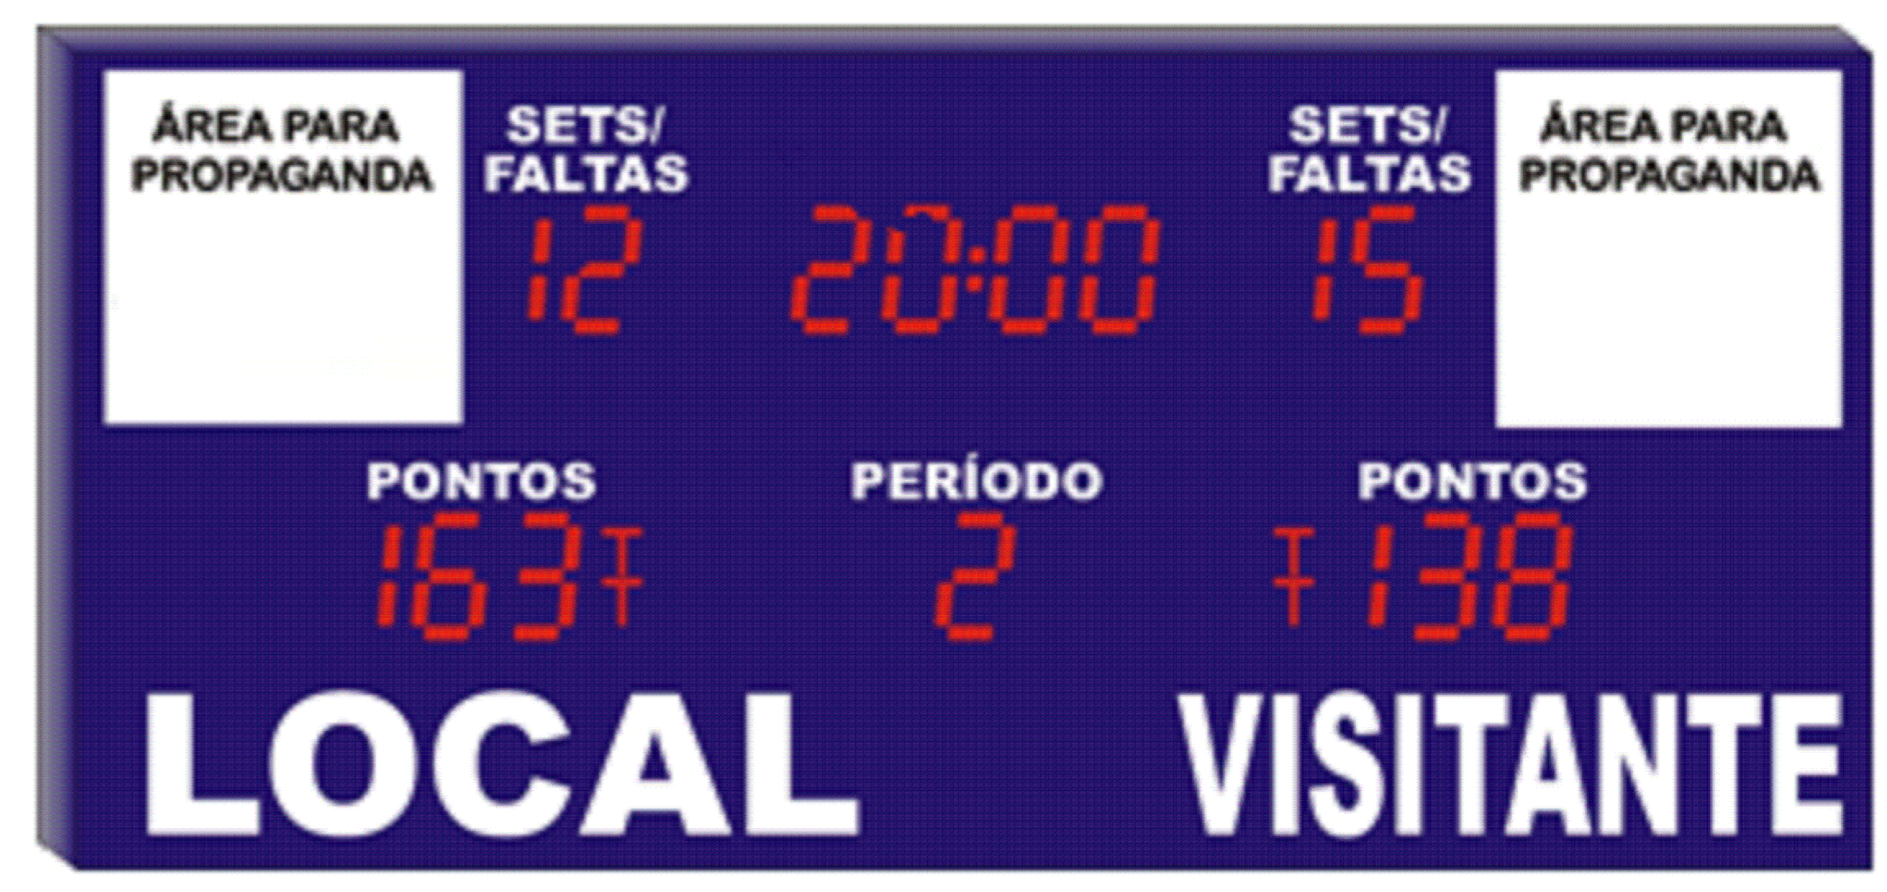 ÁREA PARA
PROPAGANDA
SETS/
FALTAS
12
20:00
SETS/
FALTAS
15
ÁREA PARA
PROPAGANDA
PONTOS
163
PERÍODO
2
PONTOS
138
LOCAL
VISITANTE